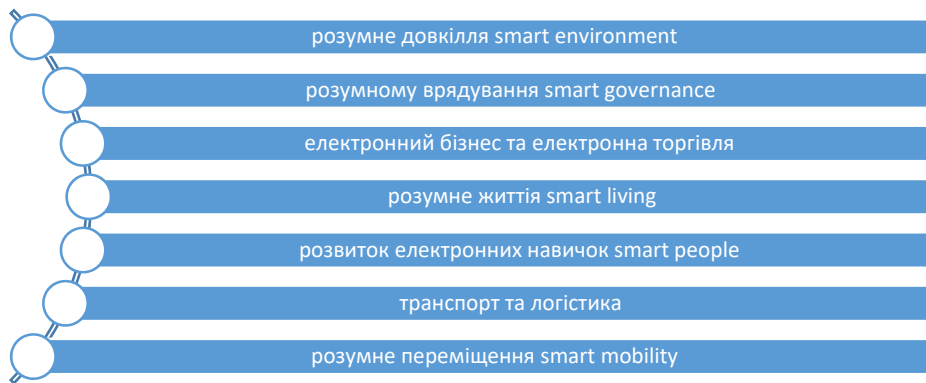 розумне довкілля smart environment
розумному врядування smart governance
електронний бізнес та електронна торгівля
розумне життія smart living
розвиток електронних навичок smart people
транспорт та логістика
розумне переміщення smart mobility